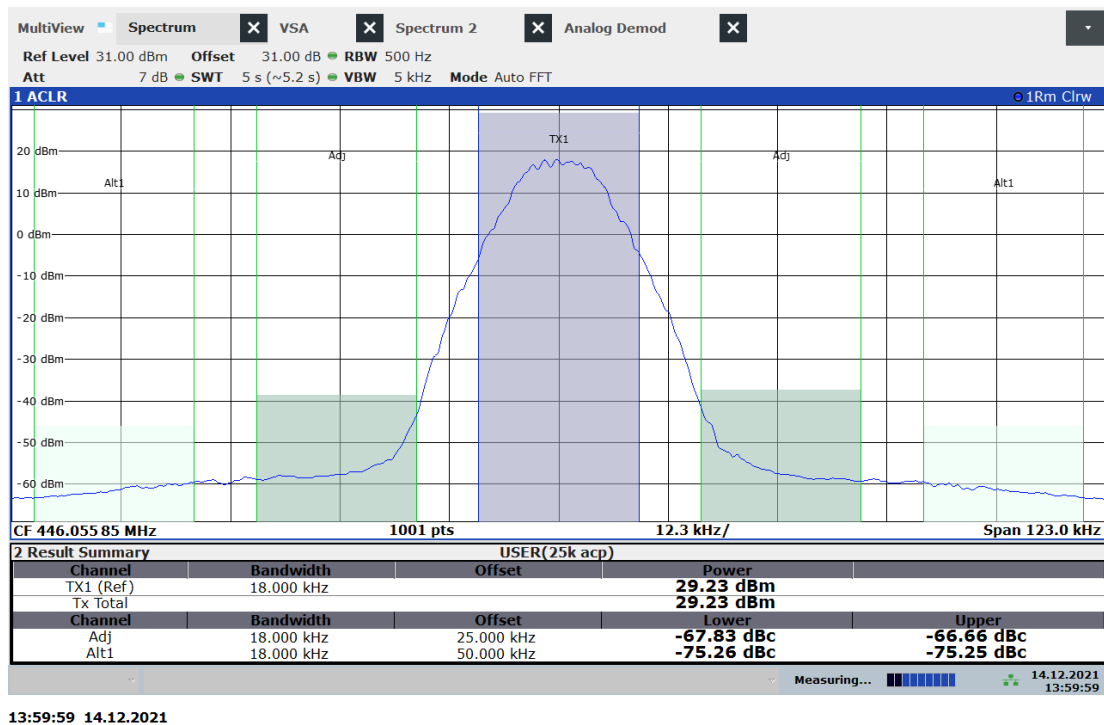 MultiView Spectrum X VSA X Spectrum 2 X Analog Demod X
Ref Level 31.00 dBm Offset 31.00 dB RBW 500 Hz
Att 7 dB SWT 5 s (~5.2 s) VBW 5 kHz Mode Auto FFT
1 ACLR 1Rm Clrw
TX1
20 dBm Adj Adj
Alt1 Alt1
10 dBm
0 dBm
-10 dBm
-20 dBm
-30 dBm
-40 dBm
-50 dBm
-60 dBm
CF 446.05585 MHz 1001 pts 12.3 kHz/ Span 123.0 kHz
2 Result Summary USER(25k acp)
Channel Bandwidth Offset Power
TX1 (Ref) 18.000 kHz 29.23 dBm
Tx Total 29.23 dBm
Channel Bandwidth Offset Lower Upper
Adj 18.000 kHz 25.000 kHz -67.83 dBc -66.66 dBc
Alt1 18.000 kHz 50.000 kHz -75.26 dBc -75.25 dBc
Measuring... 14.12.2021
13:59:59
13:59:59 14.12.2021